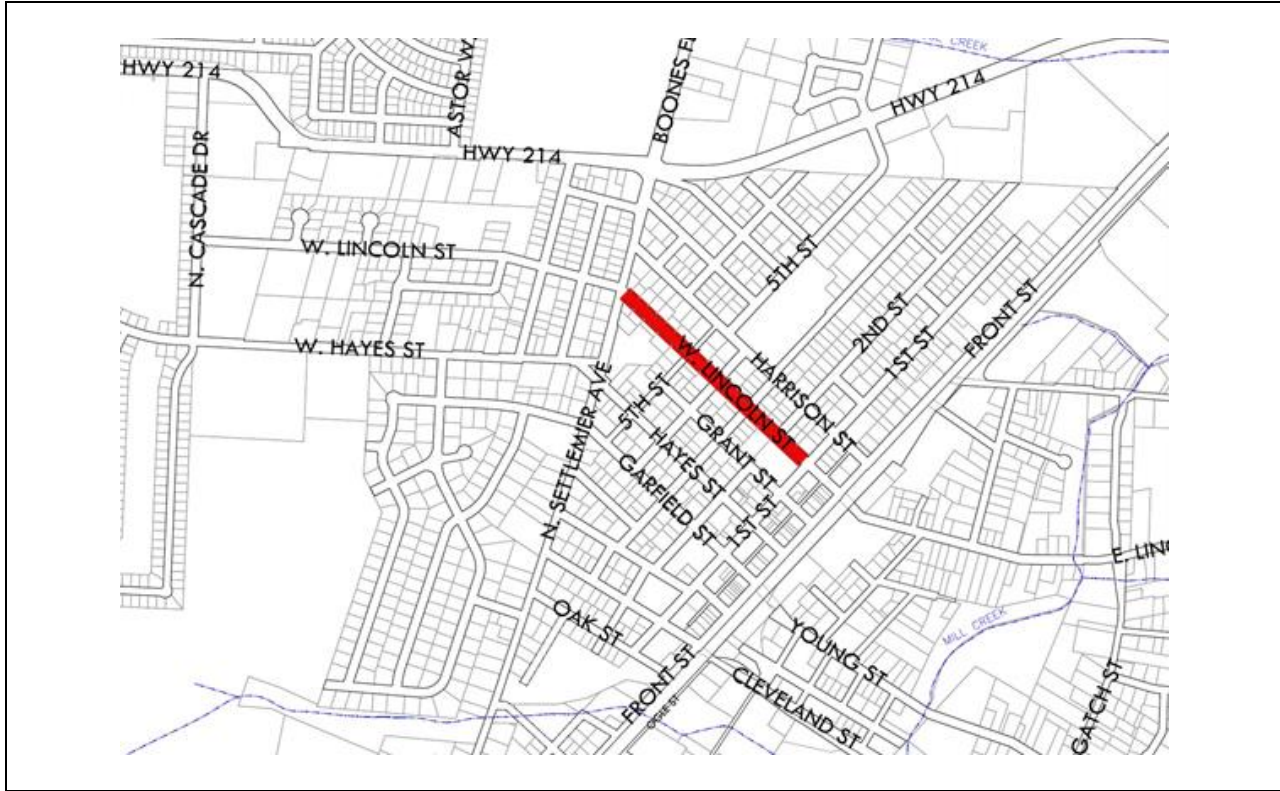 CREEK
HWY 214
ASTOR W
BOONES F
HWY 214
HWY 214
N. CASCADE DR
W. LINCOLN ST
5TH ST
2ND ST
1ST ST
FRONT ST
W. HAYES ST
W. LINCOLN ST
HARRISON ST
N. SETTLEMIER AVE
5TH ST
GRANT ST
HAYES ST
GARFIELD ST
1ST ST
E. LINC
OAK ST
YOUNG ST
MILL CREEK
FRONT ST
CLEVELAND ST
GATCH ST